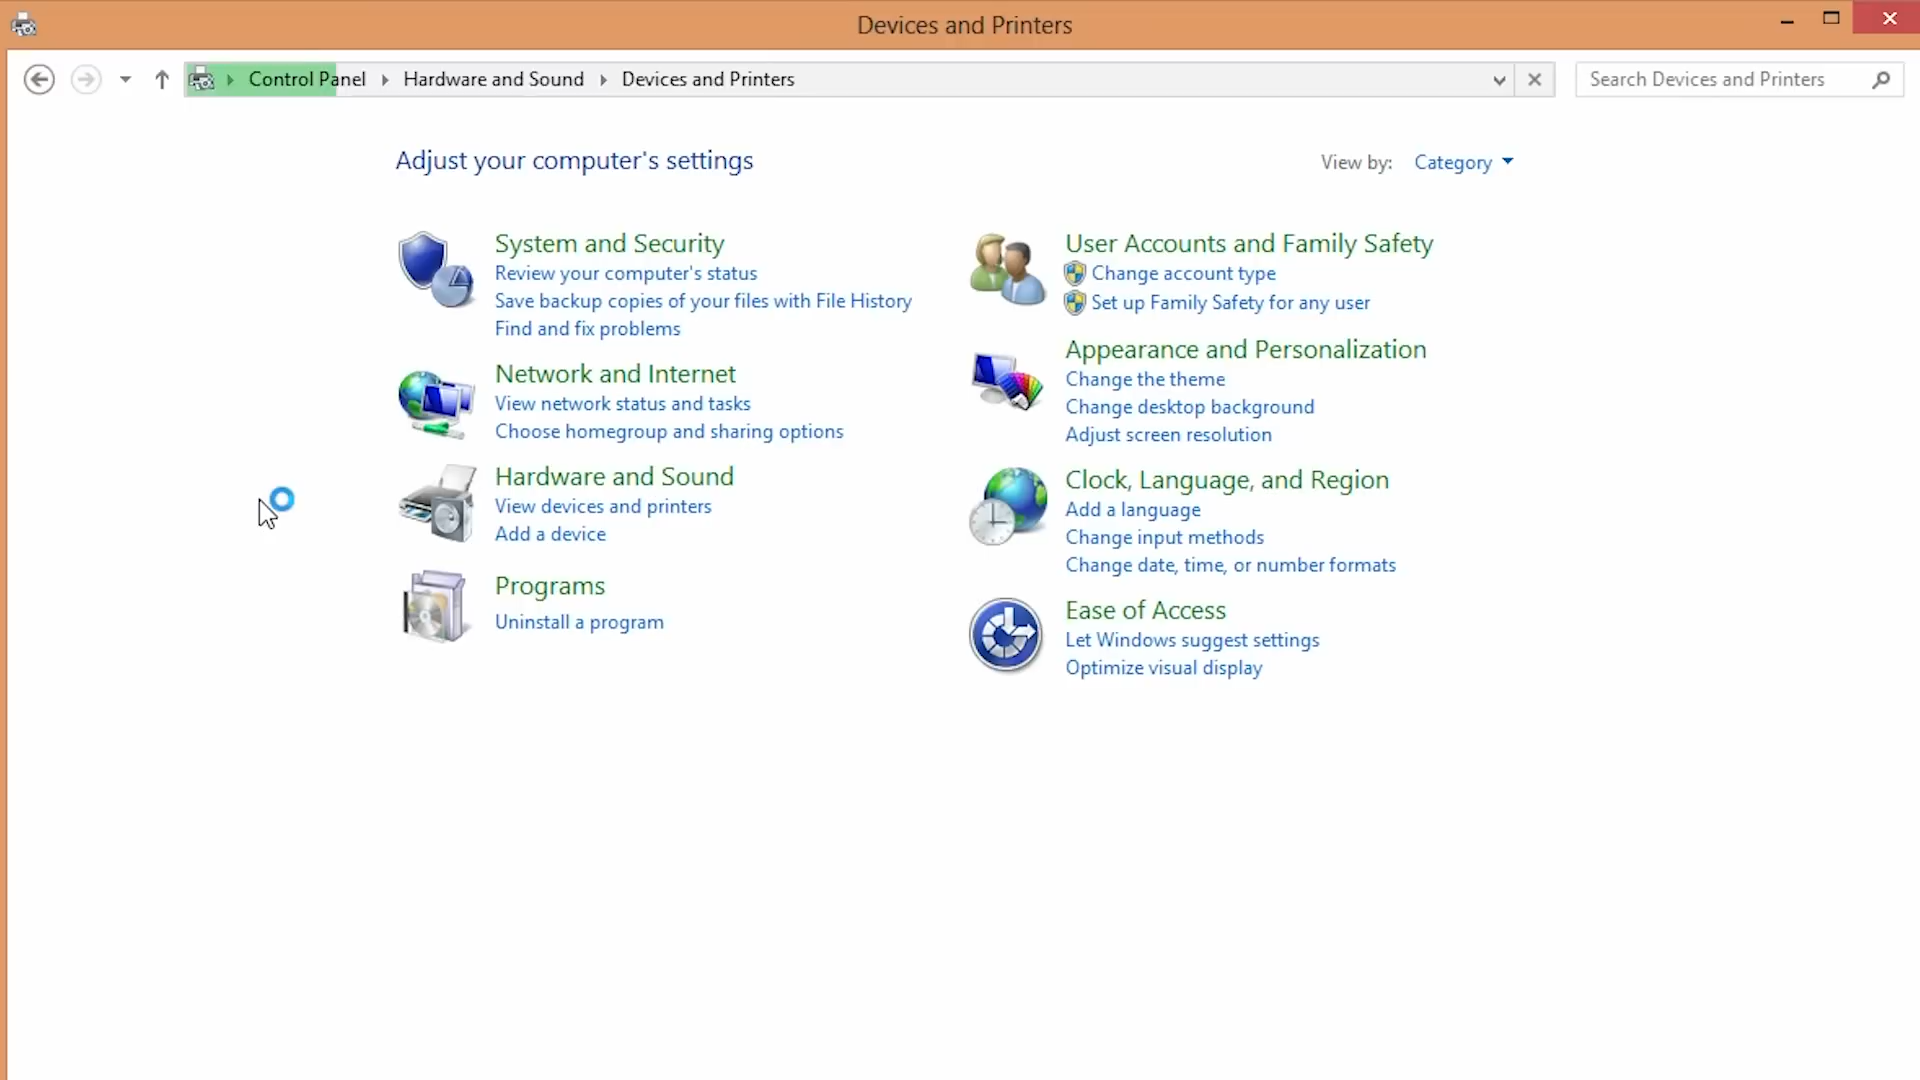 Devices and Printers
Control Panel Hardware and Sound Devices and Printers
Search Devices and Printers
Adjust your computer's settings
View by: Category
System and Security
Review your computer's status
Save backup copies of your files with File History
Find and fix problems
Network and Internet
View network status and tasks
Choose homegroup and sharing options
Hardware and Sound
View devices and printers
Add a device
Programs
Uninstall a program
User Accounts and Family Safety
Change account type
Set up Family Safety for any user
Appearance and Personalization
Change the theme
Change desktop background
Adjust screen resolution
Clock, Language, and Region
Add a language
Change input methods
Change date, time, or number formats
Ease of Access
Let Windows suggest settings
Optimize visual display